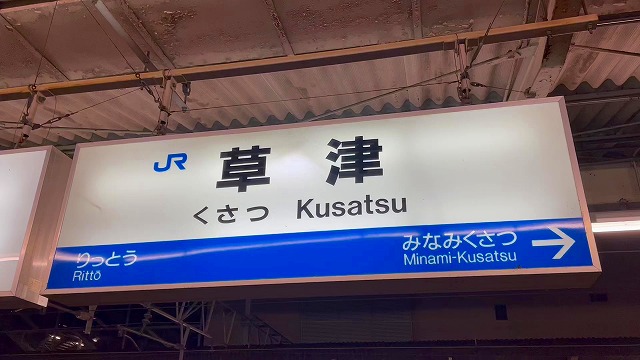 JR 草津
くさつ Kusatsu
りっとう みなみくさつ →
Rittō Minami-Kusatsu